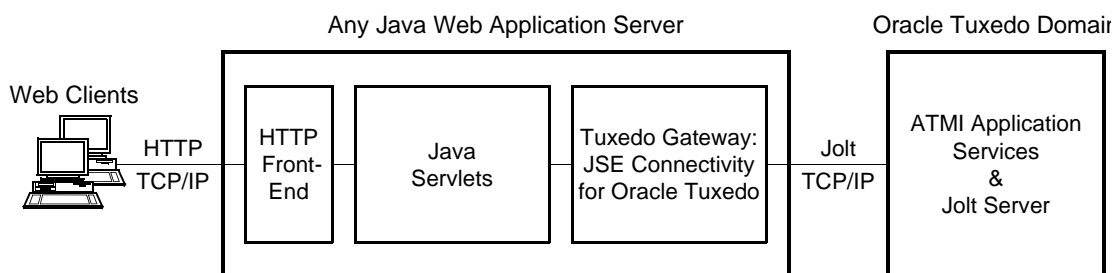 Any Java Web Application Server
Oracle Tuxedo Domain
Web Clients
HTTP
TCP/IP
HTTP
Front-
End
Java
Servlets
Tuxedo Gateway:
JSE Connectivity
for Oracle Tuxedo
Jolt
TCP/IP
ATMI Application
Services
&
Jolt Server